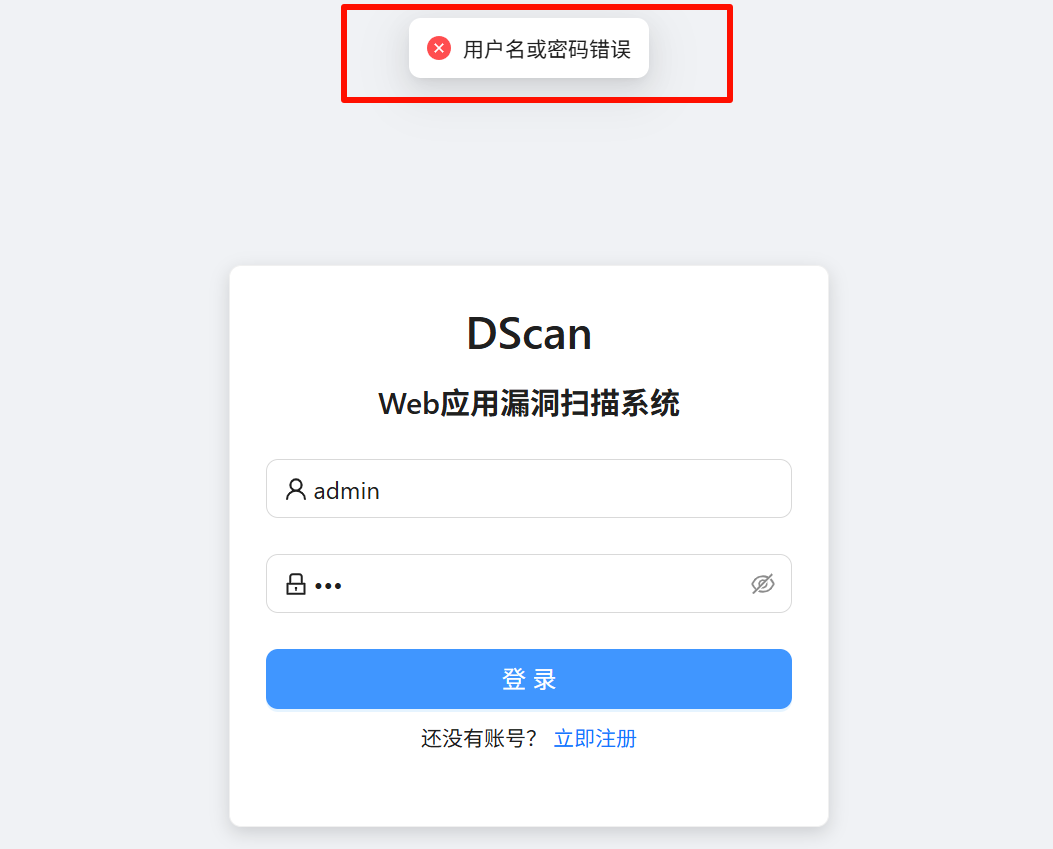 用户名或密码错误
DScan
Web应用漏洞扫描系统
admin
•••
登 录
还没有账号？ 立即注册